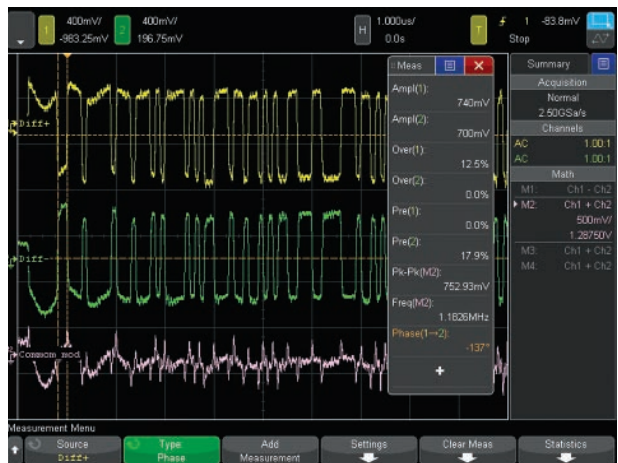 1 400mV/ 2 400mV/ H 1.000us/ T 1 -83.8mV
-983.25mV 196.75mV 0.0s Stop
Meas
Ampl(1):
740mV
Ampl(2):
700mV
Over(1):
12.5%
Over(2):
0.0%
Pre(1):
0.0%
Pre(2):
17.9%
Pk-Pk(M2):
752.93mV
Freq(M2):
1.1826MHz
Phase(1→2):
-137°
Summary
Acquisition
Normal
2.50GSa/s
Channels
AC 1.00:1
AC 1.00:1
Math
M1: Ch1 - Ch2
M2: Ch1 + Ch2
500mV/
1.28750V
M3: Ch1 + Ch2
M4: Ch1 + Ch2
Diff+
Diff-
Common mod
Measurement Menu
Source
Diff+
Type:
Phase
Add
Measurement
Settings
Clear Meas
Statistics